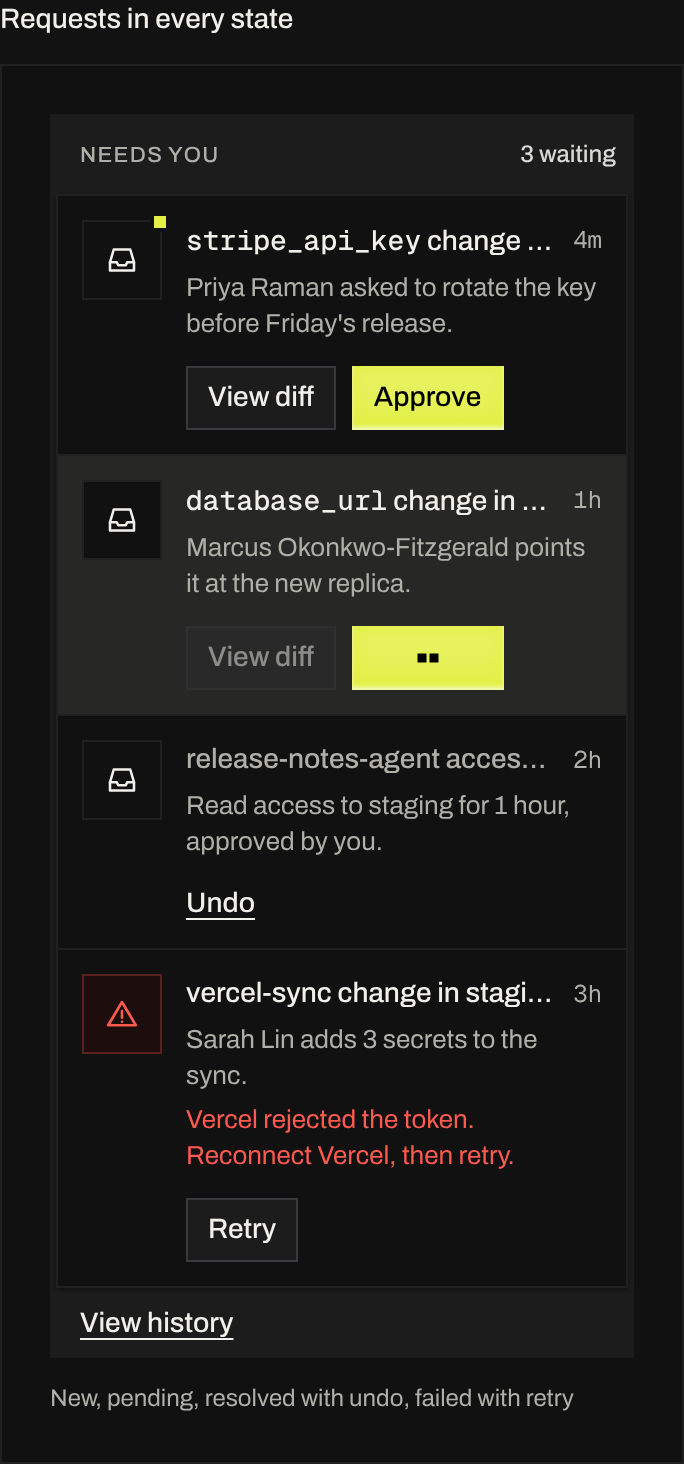 Requests in every state
NEEDS YOU
3 waiting
stripe_api_key change ...
4m
Priya Raman asked to rotate the key
before Friday's release.
View diff
Approve
database_url change in ...
1h
Marcus Okonkwo-Fitzgerald points
it at the new replica.
View diff
release-notes-agent acces...
2h
Read access to staging for 1 hour,
approved by you.
Undo
vercel-sync change in stagi...
3h
Sarah Lin adds 3 secrets to the
sync.
Vercel rejected the token.
Reconnect Vercel, then retry.
Retry
View history
New, pending, resolved with undo, failed with retry